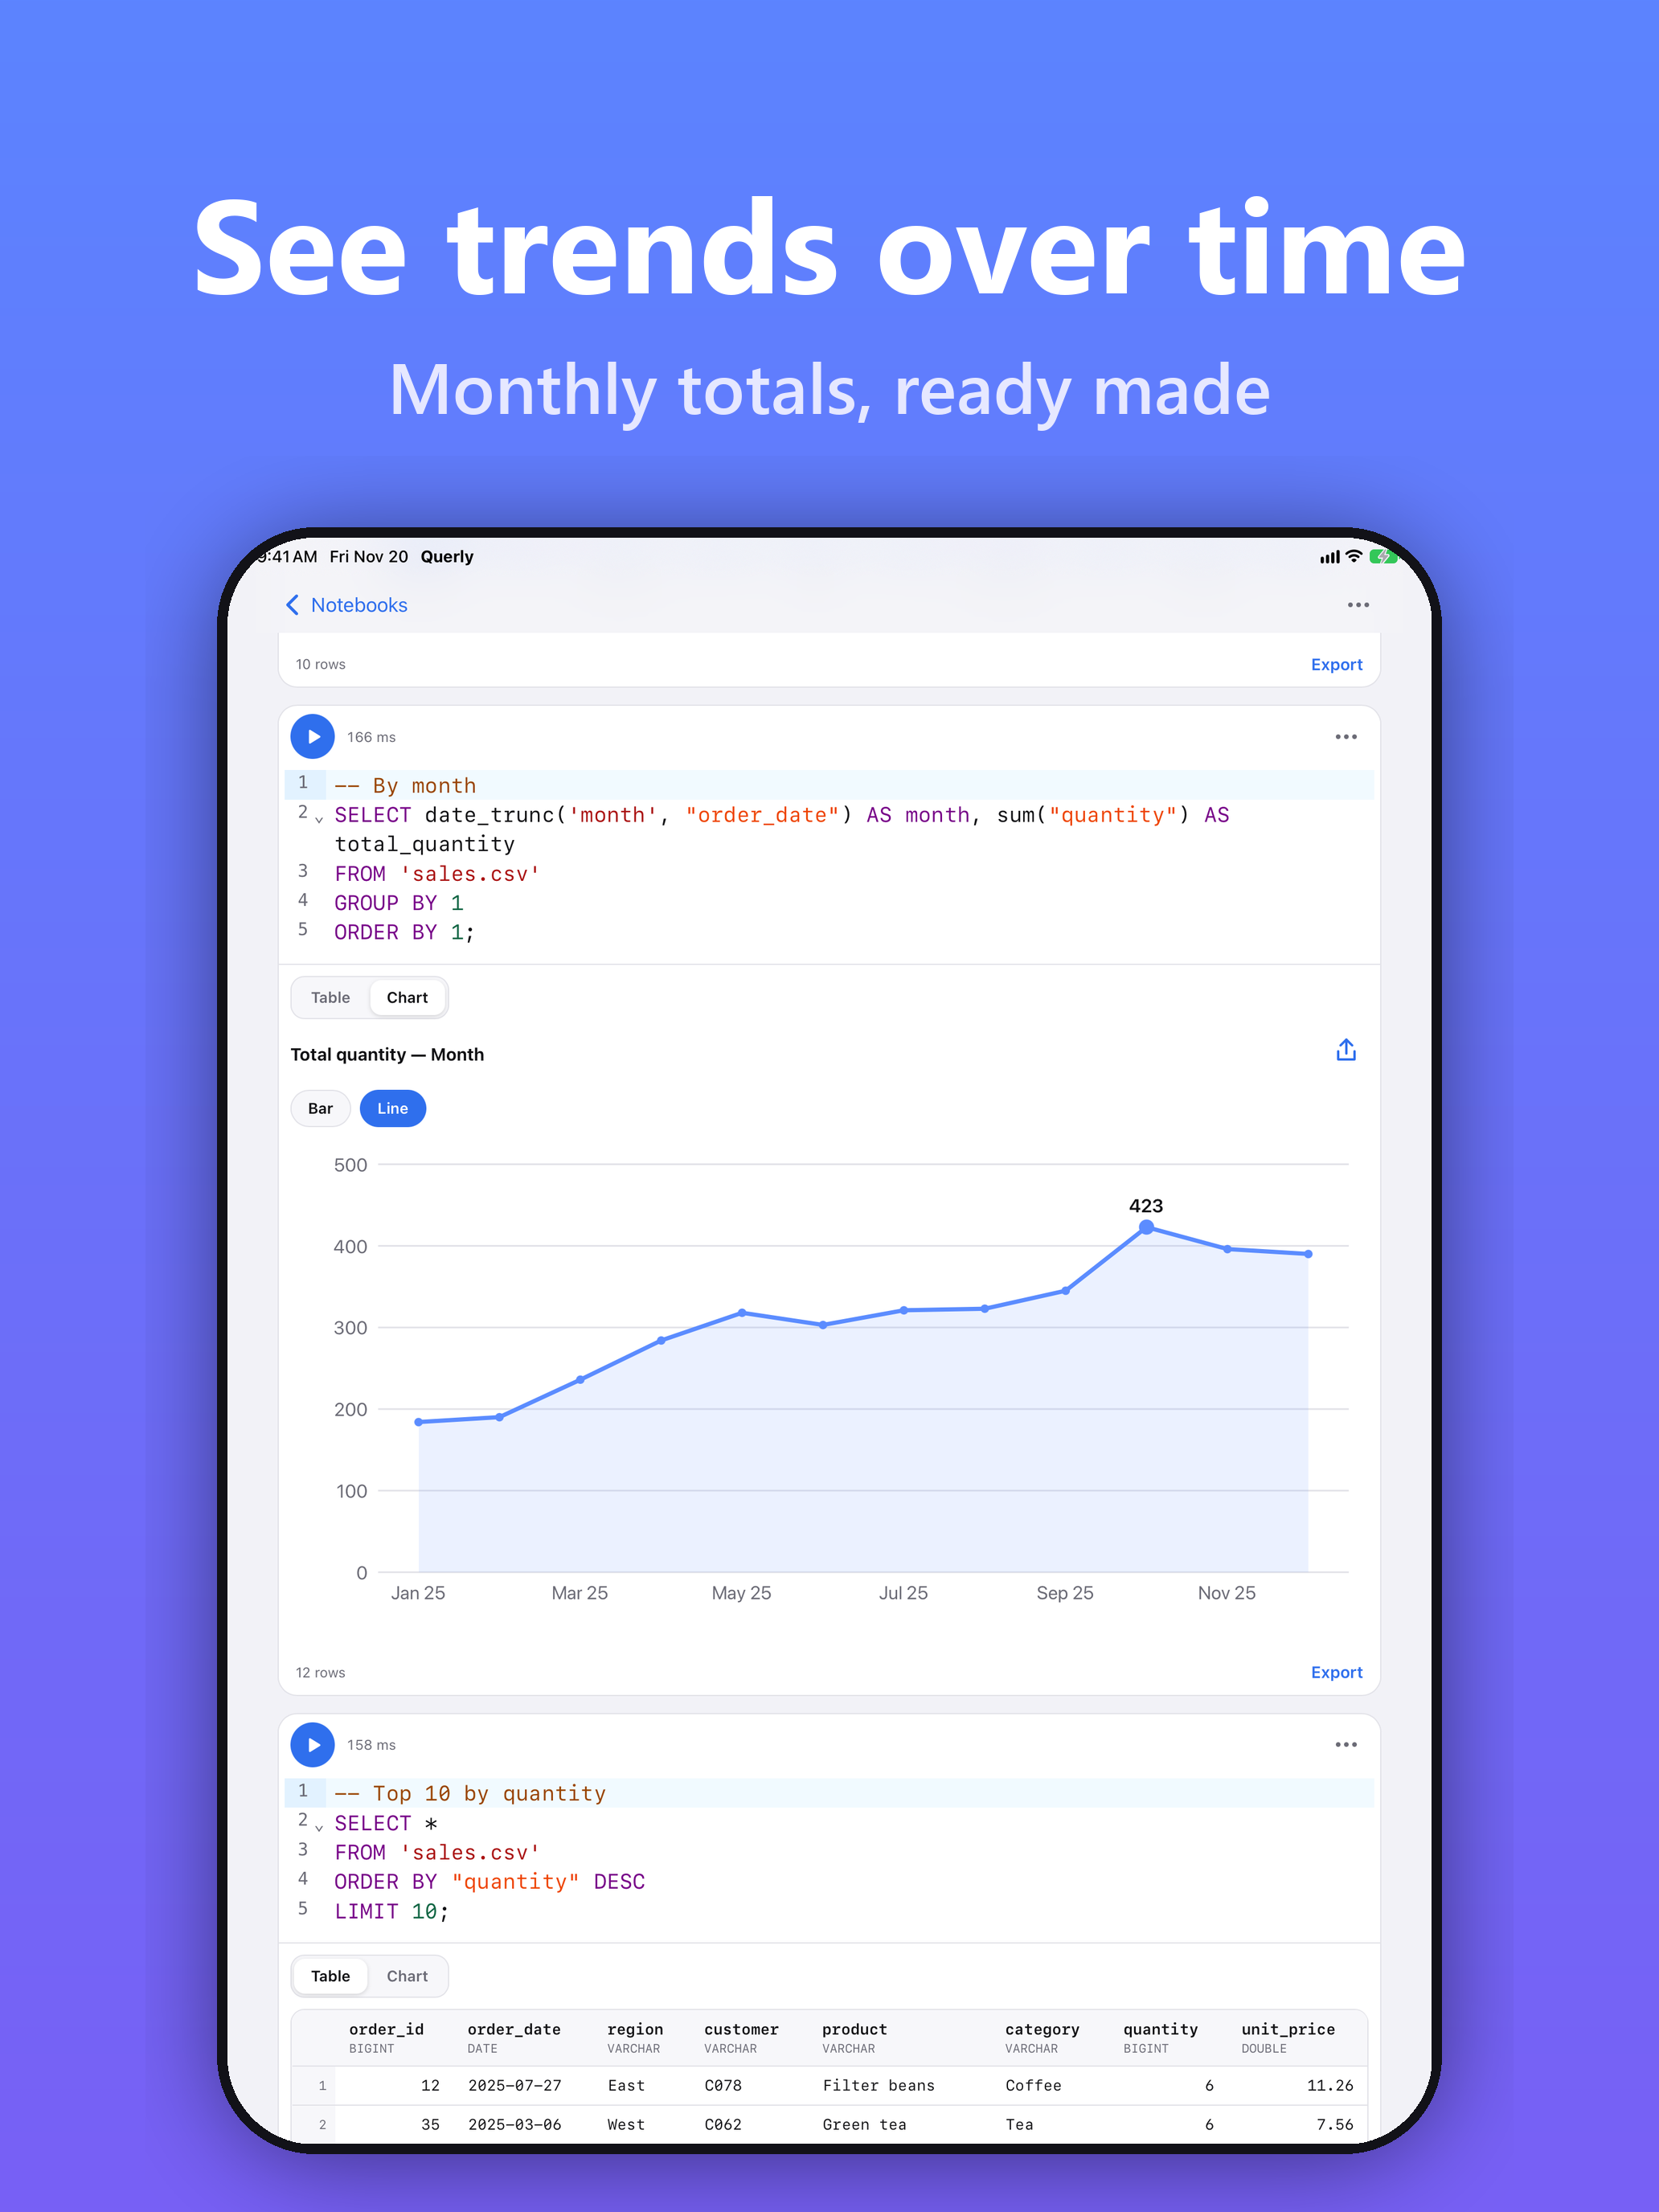 See trends over time
Monthly totals, ready made
9:41 AM Fri Nov 20 Querly
Notebooks
10 rows Export
166 ms
1 -- By month
2 SELECT date_trunc('month', "order_date") AS month, sum("quantity") AS
total_quantity
3 FROM 'sales.csv'
4 GROUP BY 1
5 ORDER BY 1;
Table Chart
Total quantity — Month
Bar Line
500
423
400
300
200
100
0
Jan 25 Mar 25 May 25 Jul 25 Sep 25 Nov 25
12 rows Export
158 ms
1 -- Top 10 by quantity
2 SELECT *
3 FROM 'sales.csv'
4 ORDER BY "quantity" DESC
5 LIMIT 10;
Table Chart
order_id order_date region customer product category quantity unit_price
BIGINT DATE VARCHAR VARCHAR VARCHAR VARCHAR BIGINT DOUBLE
1 12 2025-07-27 East C078 Filter beans Coffee 6 11.26
2 35 2025-03-06 West C062 Green tea Tea 6 7.56